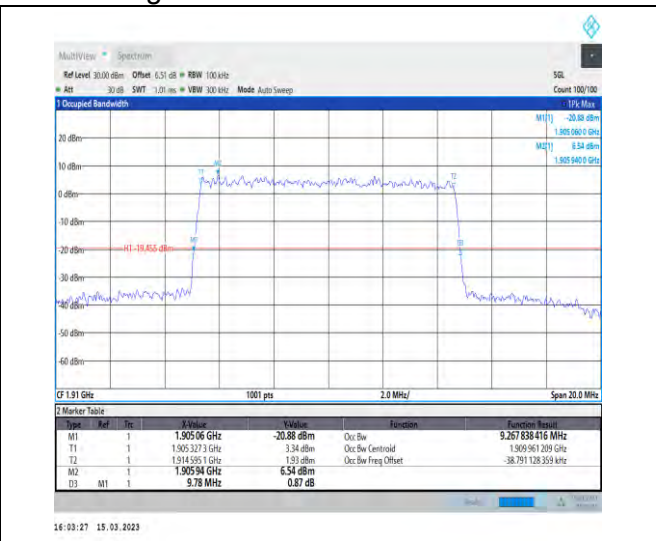 MultiView Spectrum
Ref Level 30.00 dBm Offset 6.51 dB RBW 100 kHz SGL
Att 30 dB SWT 1.01 ms VBW 300 kHz Mode Auto Sweep Count 100/100
1 Occupied Bandwidth 1Pk Max
M1[1] -20.88 dBm
1.905 060 0 GHz
M2[1] 6.54 dBm
1.905 940 0 GHz
20 dBm
10 dBm
0 dBm
-10 dBm
-20 dBm
H1 -19.455 dBm
-30 dBm
-40 dBm
-50 dBm
-60 dBm
T1
M2
T2
M1
CF 1.91 GHz 1001 pts 2.0 MHz/ Span 20.0 MHz
2 Marker Table
Type Ref Trc X-Value Y-Value Function Function Result
M1 1 1.905 06 GHz -20.88 dBm Occ Bw 9.267 838 416 MHz
T1 1 1.905 327 3 GHz 3.34 dBm Occ Bw Centroid 1.909 961 209 GHz
T2 1 1.914 595 1 GHz 1.93 dBm Occ Bw Freq Offset -38.791 128 359 kHz
M2 1 1.905 94 GHz 6.54 dBm
D3 M1 1 9.78 MHz 0.87 dB
16:03:27 15.03.2023